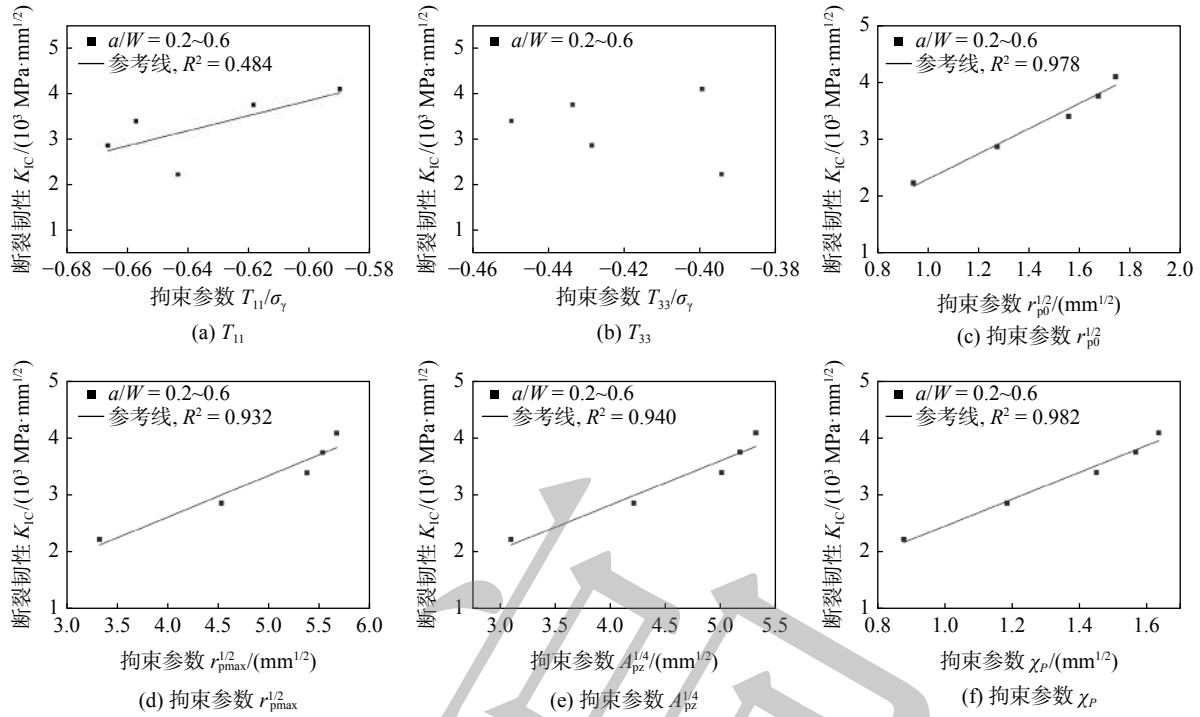 断裂韧性 K_IC/(10³ MPa·mm^1/2)
5
4
3
2
1
■ a/W = 0.2~0.6
— 参考线, R² = 0.484
−0.68 −0.66 −0.64 −0.62 −0.60 −0.58
拘束参数 T₁₁/σ_γ
(a) T₁₁
断裂韧性 K_IC/(10³ MPa·mm^1/2)
5
4
3
2
1
■ a/W = 0.2~0.6
−0.46 −0.44 −0.42 −0.40 −0.38
拘束参数 T₃₃/σ_γ
(b) T₃₃
断裂韧性 K_IC/(10³ MPa·mm^1/2)
5
4
3
2
1
■ a/W = 0.2~0.6
— 参考线, R² = 0.978
0.8 1.0 1.2 1.4 1.6 1.8 2.0
拘束参数 r_p0^1/2/(mm^1/2)
(c) 拘束参数 r_p0^1/2
断裂韧性 K_IC/(10³ MPa·mm^1/2)
5
4
3
2
1
■ a/W = 0.2~0.6
— 参考线, R² = 0.932
3.0 3.5 4.0 4.5 5.0 5.5 6.0
拘束参数 r_pmax^1/2/(mm^1/2)
(d) 拘束参数 r_pmax^1/2
断裂韧性 K_IC/(10³ MPa·mm^1/2)
5
4
3
2
1
■ a/W = 0.2~0.6
— 参考线, R² = 0.940
3.0 3.5 4.0 4.5 5.0 5.5
拘束参数 A_pz^1/4/(mm^1/2)
(e) 拘束参数 A_pz^1/4
断裂韧性 K_IC/(10³ MPa·mm^1/2)
5
4
3
2
1
■ a/W = 0.2~0.6
— 参考线, R² = 0.982
0.8 1.0 1.2 1.4 1.6
拘束参数 χ_P/(mm^1/2)
(f) 拘束参数 χ_P